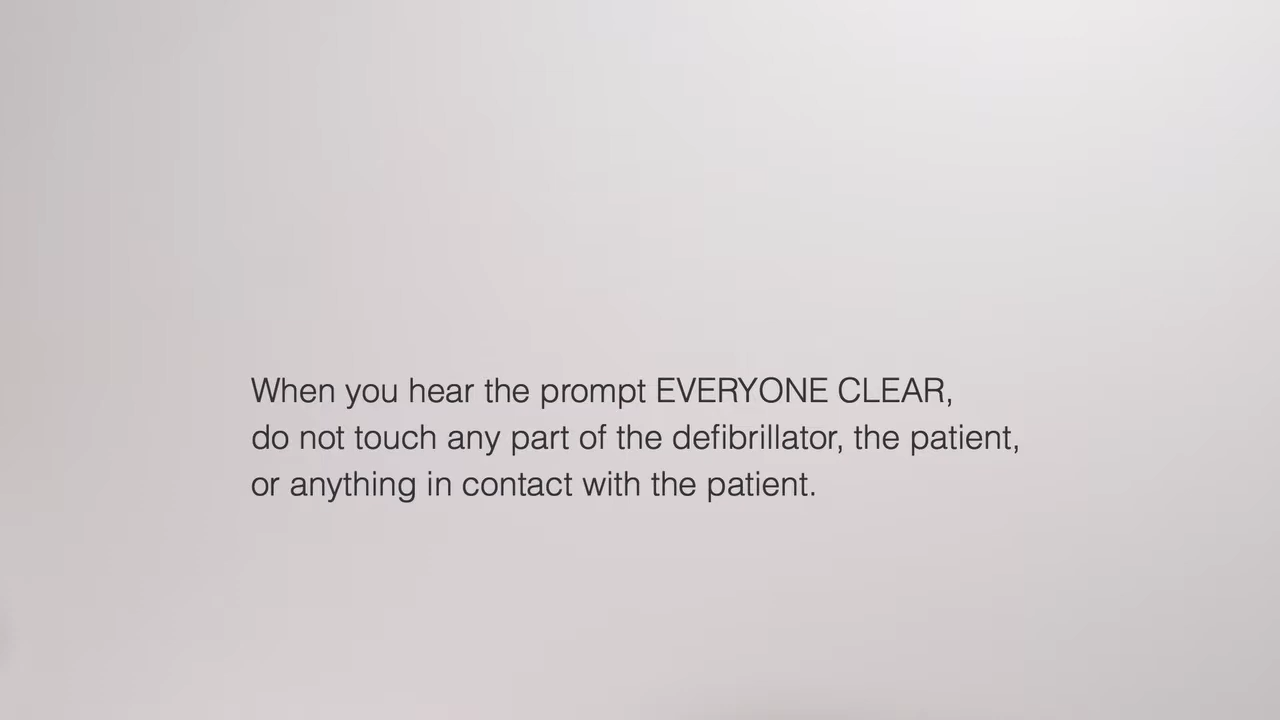 When you hear the prompt EVERYONE CLEAR,
do not touch any part of the defibrillator, the patient,
or anything in contact with the patient.